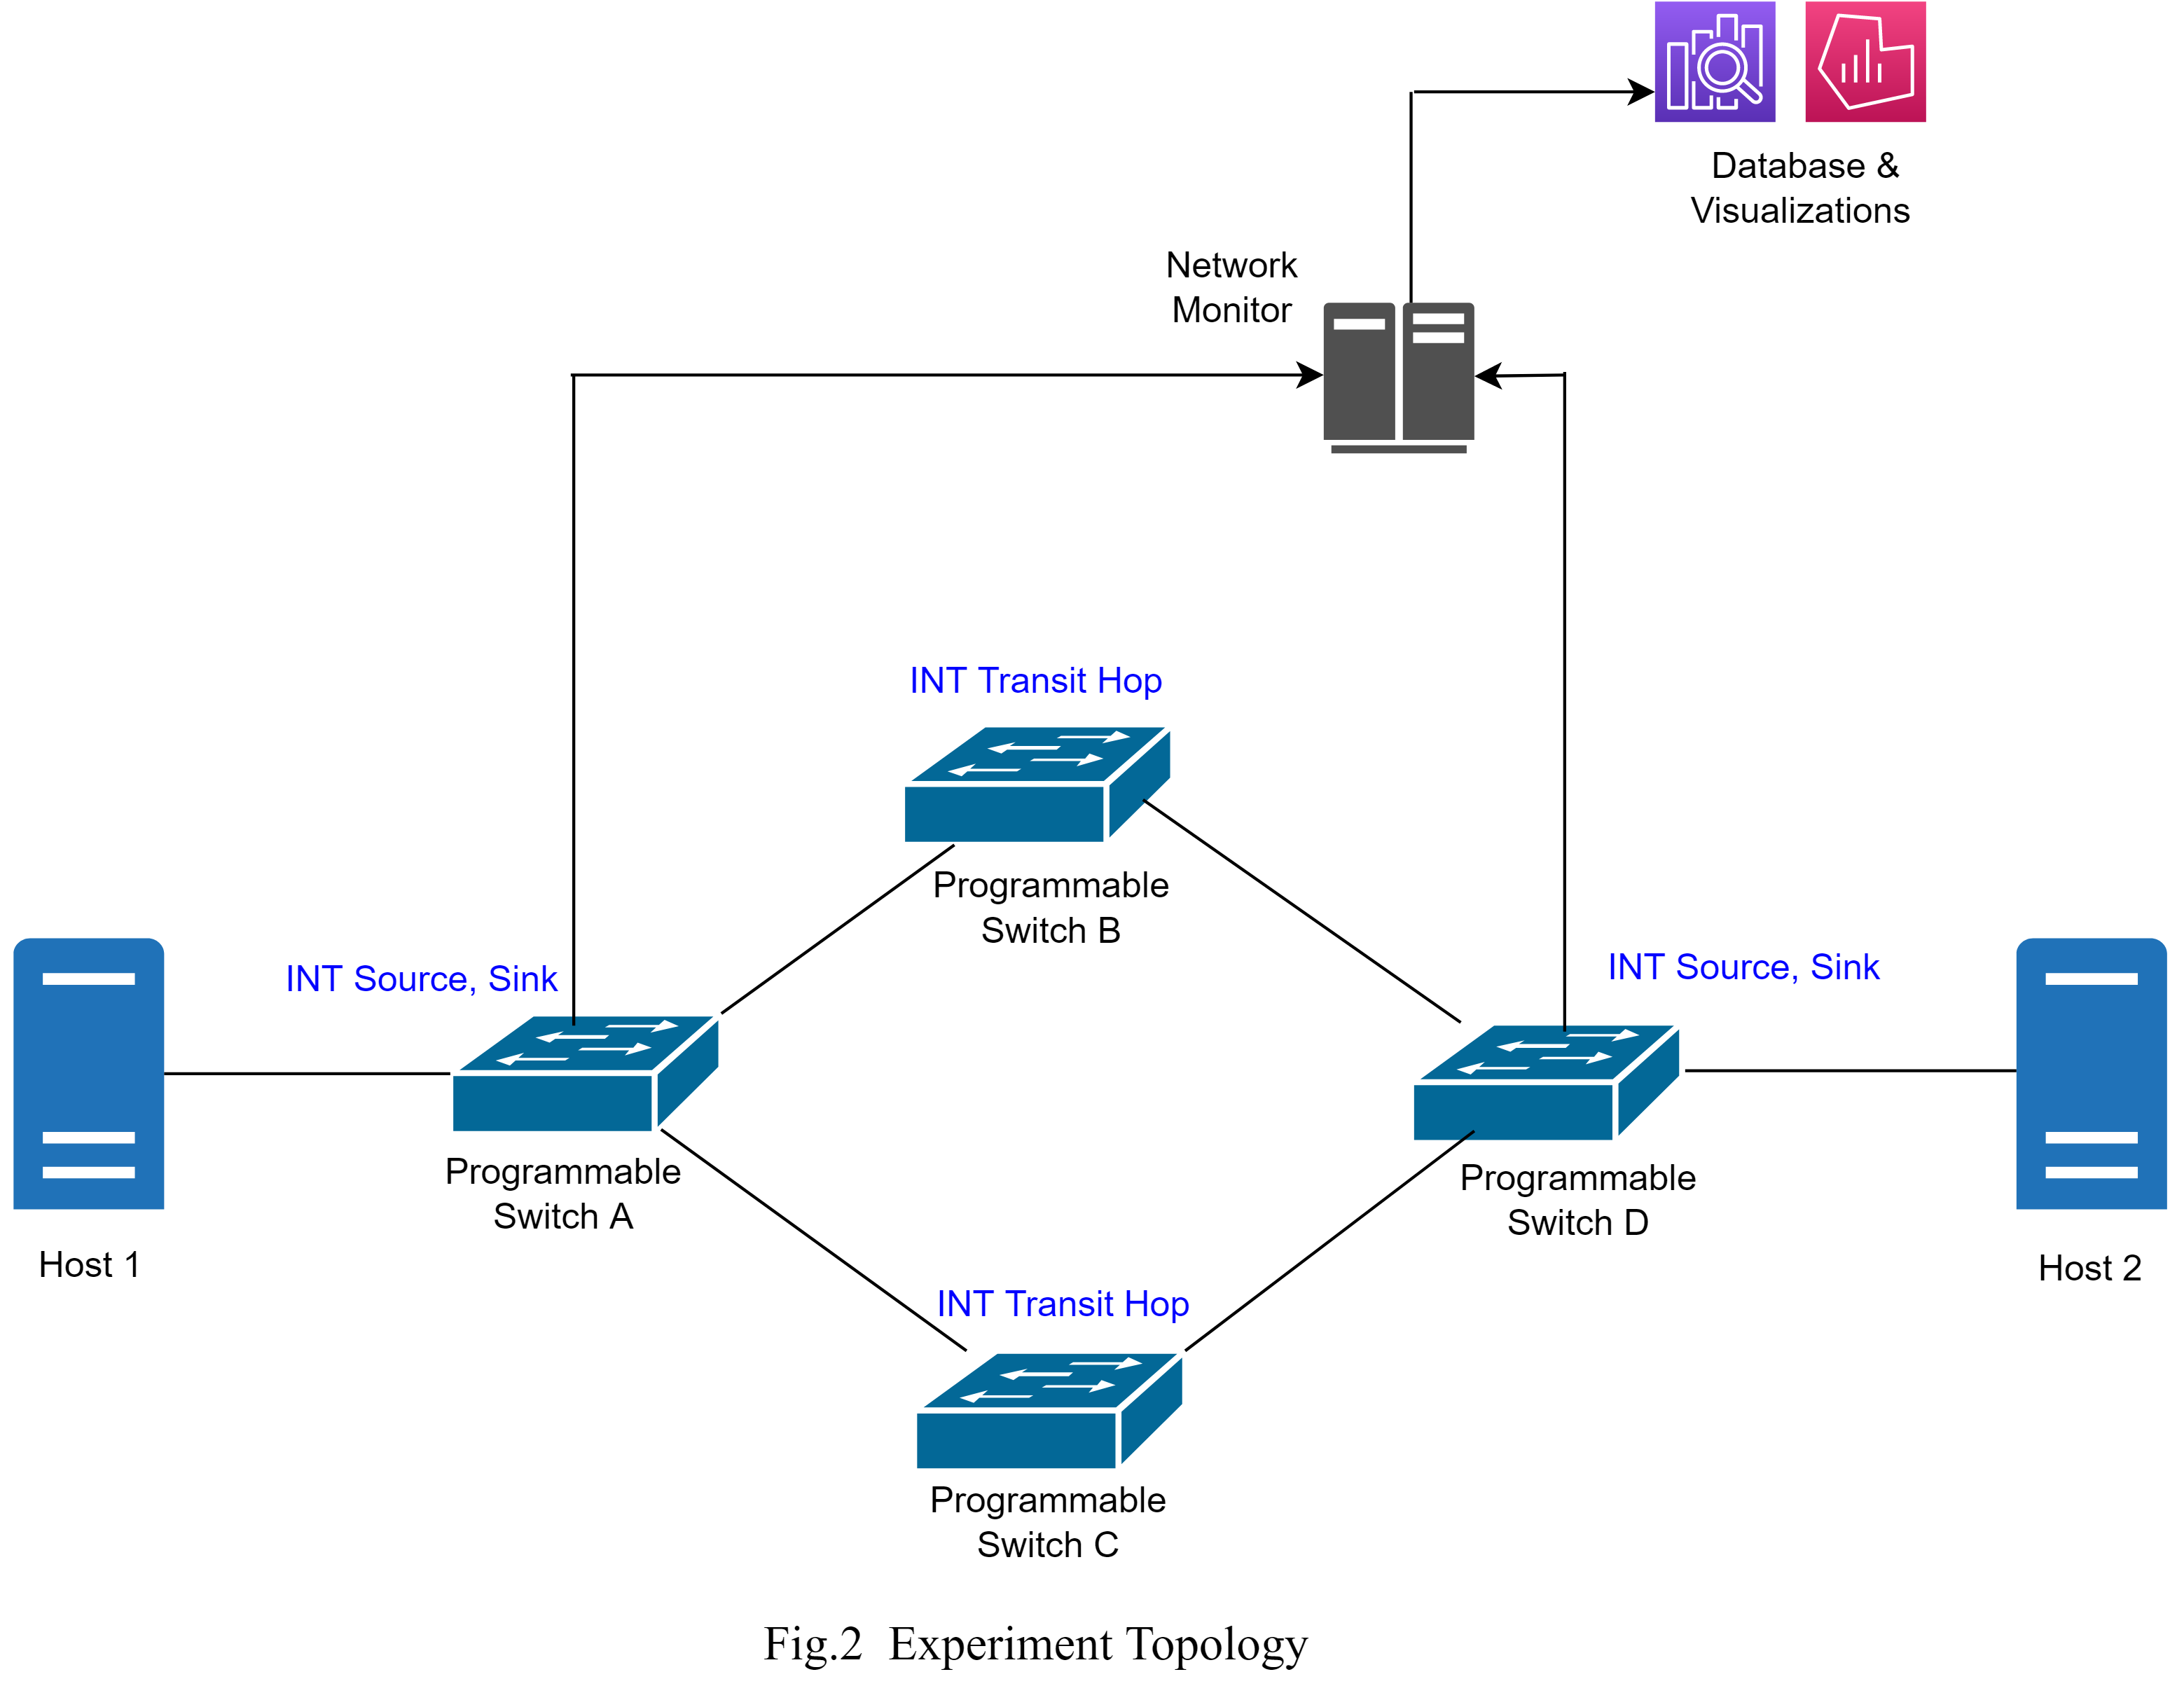 Database &
Visualizations
Network
Monitor
INT Transit Hop
Programmable
Switch B
INT Source, Sink
INT Source, Sink
Programmable
Switch A
Programmable
Switch D
Host 1
Host 2
INT Transit Hop
Programmable
Switch C
Fig.2 Experiment Topology